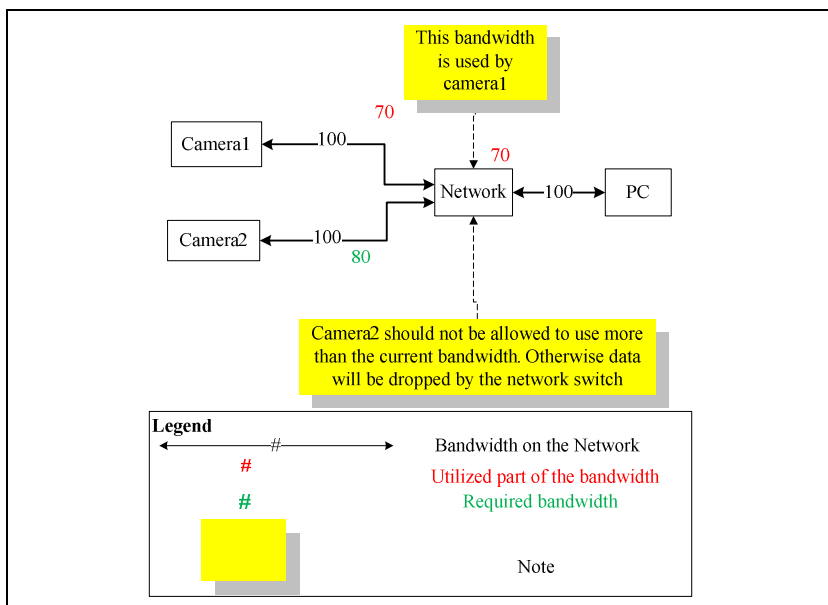 This bandwidth
is used by
camera1
70
Camera1
100
70
Network
100
PC
Camera2
100
80
Camera2 should not be allowed to use more
than the current bandwidth. Otherwise data
will be dropped by the network switch
Legend
#
Bandwidth on the Network
#
Utilized part of the bandwidth
#
Required bandwidth
Note